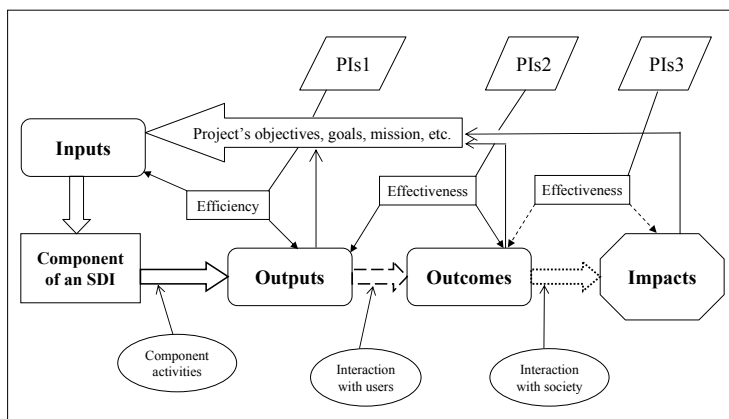 PIs1
PIs2
PIs3
Project's objectives, goals, mission, etc.
Inputs
Efficiency
Effectiveness
Effectiveness
Component
of an SDI
Outputs
Outcomes
Impacts
Component
activities
Interaction
with users
Interaction
with society